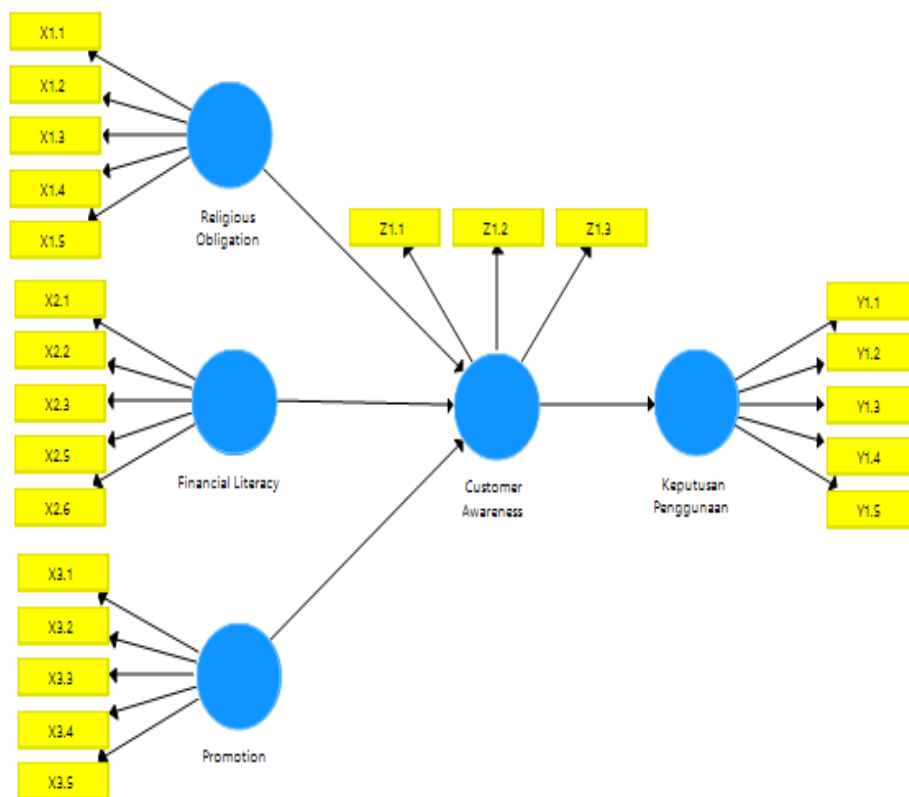 X1.1
X1.2
X1.3
X1.4
X1.5
Religious
Obligation
Z1.1
Z1.2
Z1.3
X2.1
X2.2
X2.3
X2.5
X2.6
Financial Literacy
Customer
Awareness
Keputusan
Penggunaan
Y1.1
Y1.2
Y1.3
Y1.4
Y1.5
X3.1
X3.2
X3.3
X3.4
X3.5
Promotion